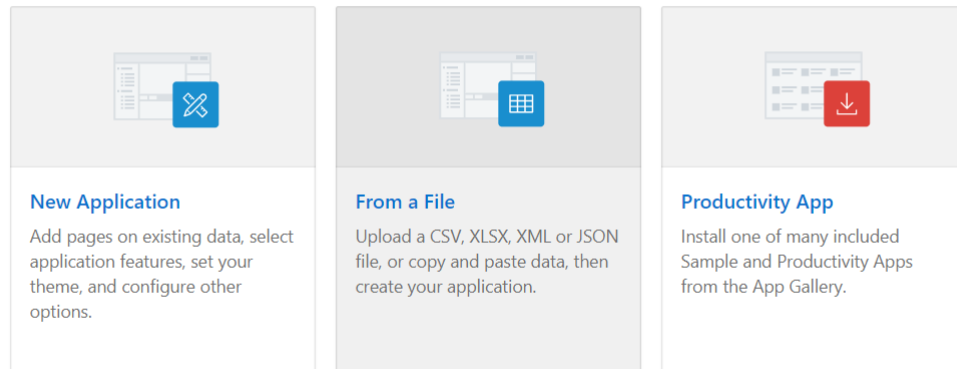 New Application
Add pages on existing data, select
application features, set your
theme, and configure other
options.
From a File
Upload a CSV, XLSX, XML or JSON
file, or copy and paste data, then
create your application.
Productivity App
Install one of many included
Sample and Productivity Apps
from the App Gallery.